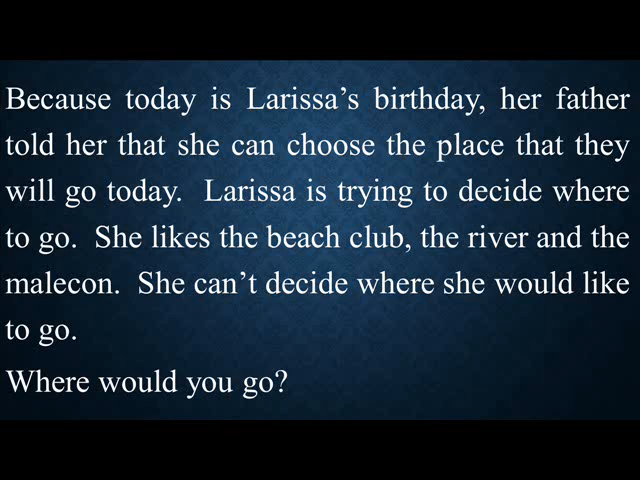 Because today is Larissa’s birthday, her father
told her that she can choose the place that they
will go today.  Larissa is trying to decide where
to go.  She likes the beach club, the river and the
malecon.  She can’t decide where she would like
to go.
Where would you go?